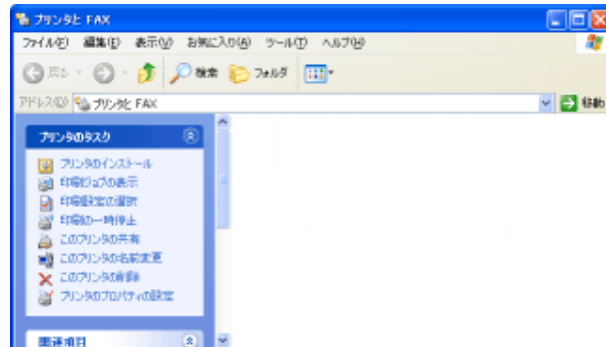 プリンタと FAX
ファイル(F) 編集(E) 表示(V) お気に入り(A) ツール(T) ヘルプ(H)
戻る 検索 フォルダ
アドレス(D) プリンタと FAX 移動
プリンタのタスク
プリンタのインストール
印刷ジョブの表示
印刷設定の選択
印刷の一時停止
このプリンタの共有
このプリンタの名前変更
このプリンタの削除
プリンタのプロパティの設定
関連項目